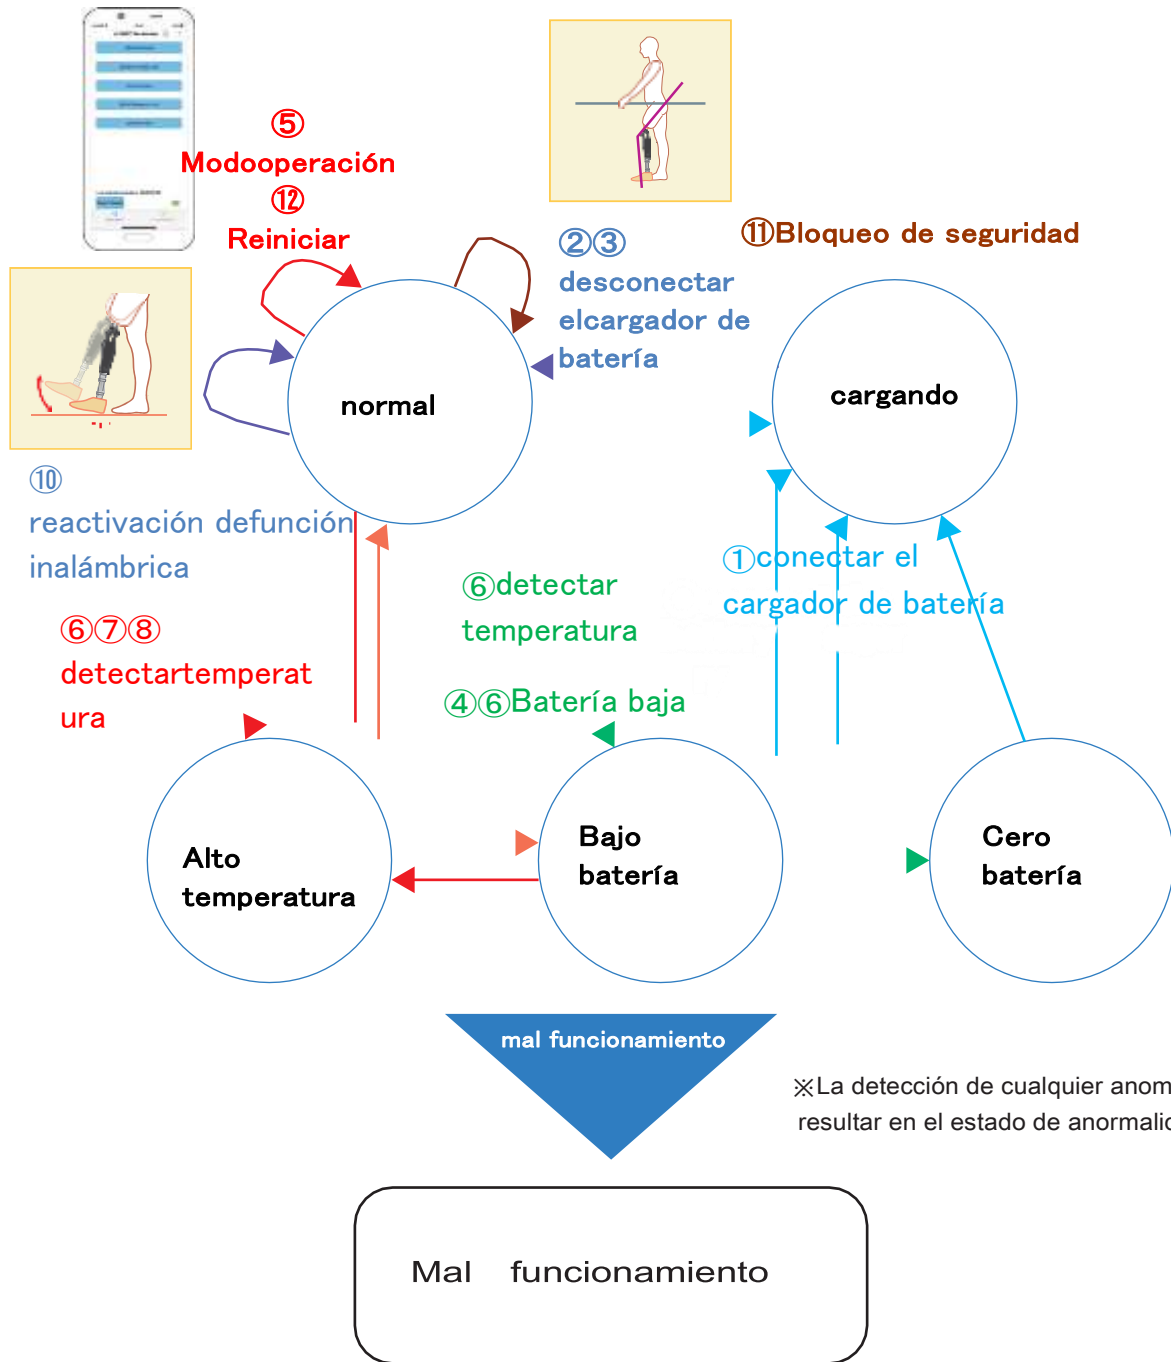 ⑤
Modooperación
⑫
Reiniciar
②③
desconectar
elcargador de
batería
⑪Bloqueo de seguridad
normal
cargando
⑩
reactivación defunción
inalámbrica
①conectar el
cargador de batería
⑥detectar
temperatura
⑥⑦⑧
detectartemperat
ura
④⑥Batería baja
Alto
temperatura
Bajo
batería
Cero
batería
mal funcionamiento
※La detección de cualquier anom
resultar en el estado de anormalid
Mal funcionamiento